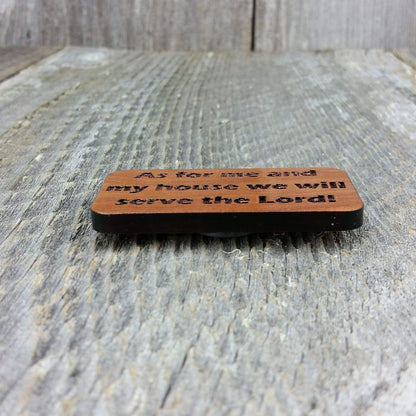 As for me and
my house we will
serve the Lord!